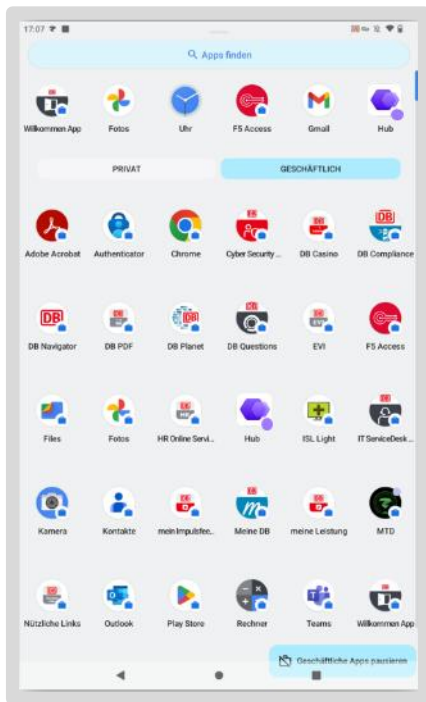 17:07
Apps finden
Willkommen App Fotos Uhr F5 Access Gmail Hub
PRIVAT GESCHÄFTLICH
Adobe Acrobat Authenticator Chrome Cyber Security ... DB Casino DB Compliance
DB Navigator DB PDF DB Planet DB Questions EVI F5 Access
Files Fotos HR Online Servi... Hub ISL Light IT ServiceDesk...
Kamera Kontakte mein Impulsfee... Meine DB meine Leistung MTD
Nützliche Links Outlook Play Store Rechner Teams Willkommen App
Geschäftliche Apps pausieren